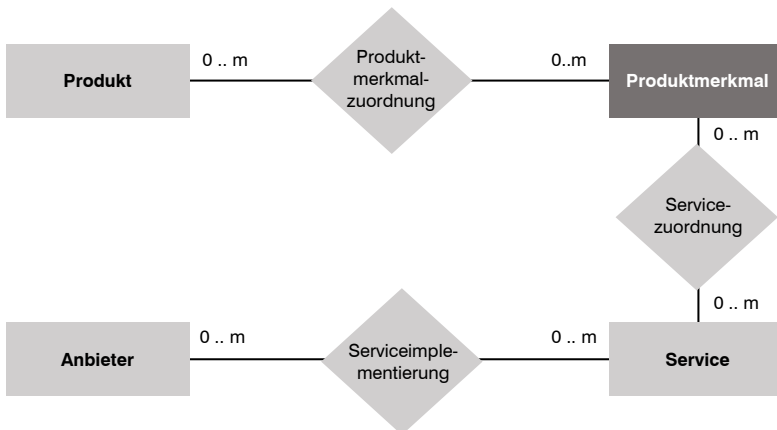 Produkt
0 .. m
Produkt-
merkmal-
zuordnung
0..m
Produktmerkmal
0 .. m
Service-
zuordnung
0 .. m
Anbieter
0 .. m
Serviceimple-
mentierung
0 .. m
Service